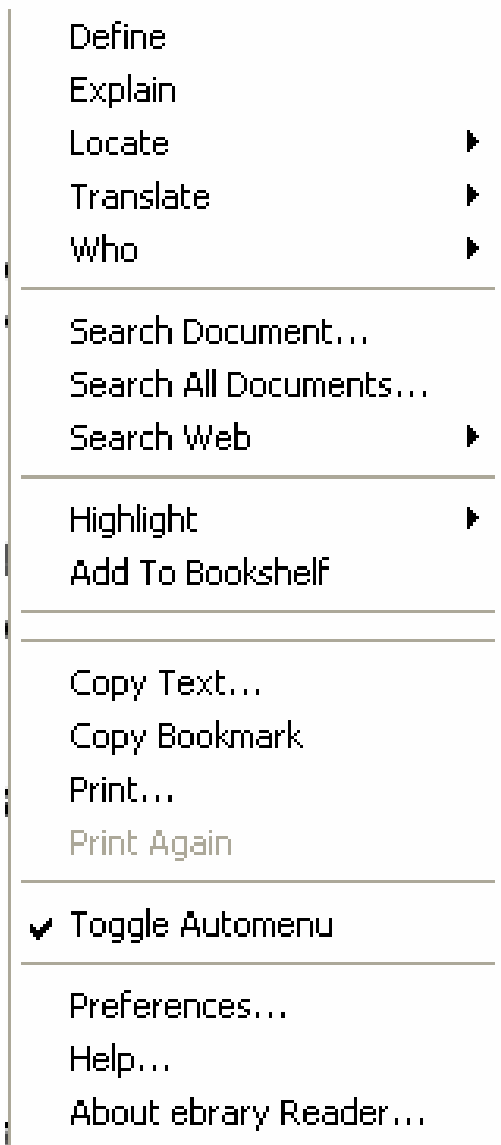 Define
Explain
Locate
Translate
Who
Search Document...
Search All Documents...
Search Web
Highlight
Add To Bookshelf
Copy Text...
Copy Bookmark
Print...
Print Again
Toggle Automenu
Preferences...
Help...
About ebrary Reader...